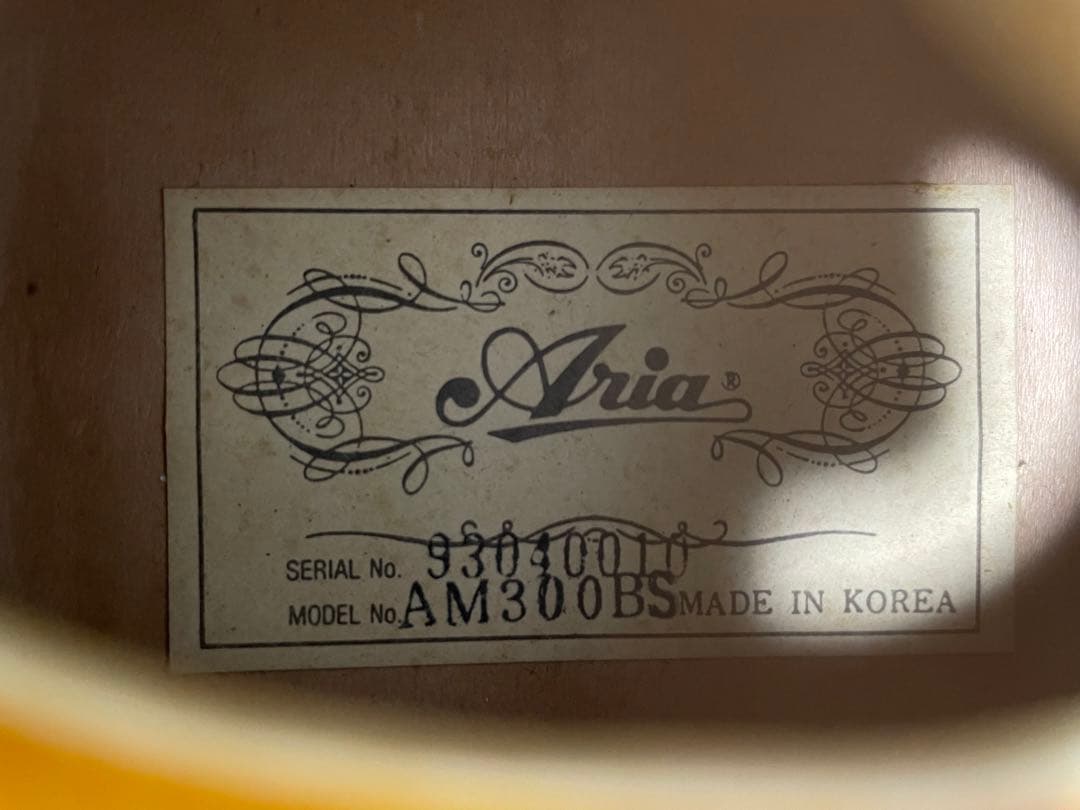 Aria®
SERIAL No. 93040010
MODEL No. AM300BS MADE IN KOREA